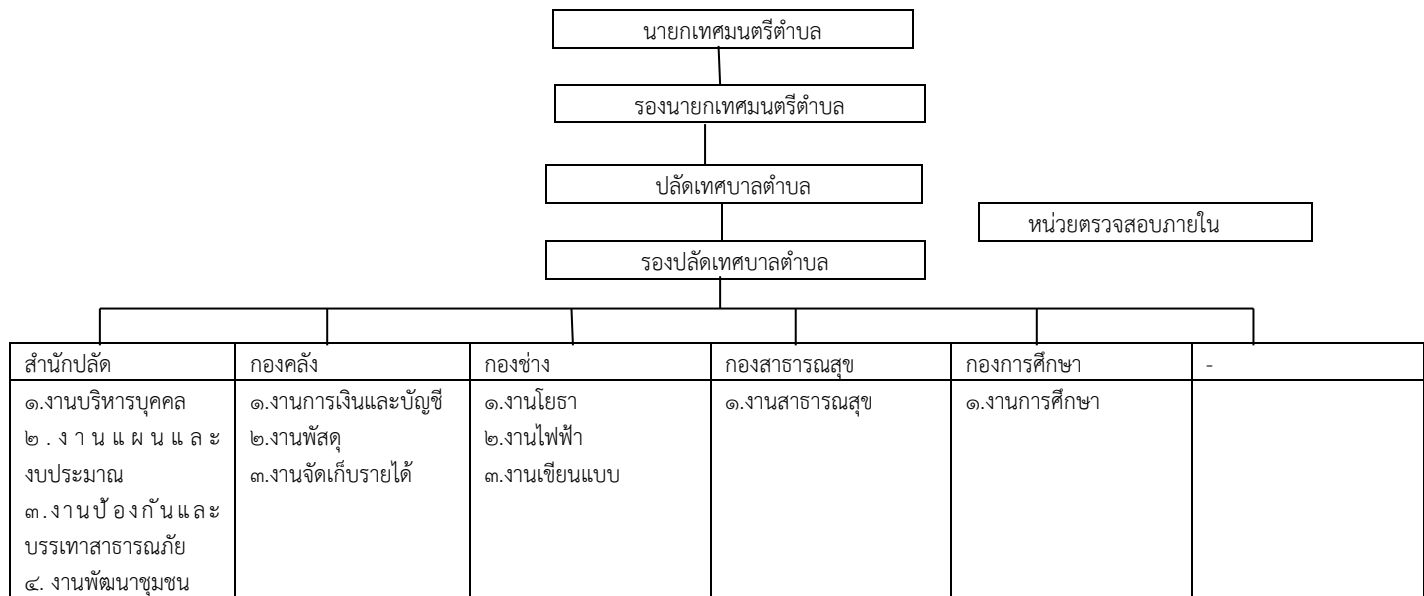 นายกเทศมนตรีตำบล
รองนายกเทศมนตรีตำบล
ปลัดเทศบาลตำบล
หน่วยตรวจสอบภายใน
รองปลัดเทศบาลตำบล
สำนักปลัด
๑.งานบริหารบุคคล
๒.งานแผนและ
งบประมาณ
๓.งานป้องกันและ
บรรเทาสาธารณภัย
๔. งานพัฒนาชุมชน
กองคลัง
๑.งานการเงินและบัญชี
๒.งานพัสดุ
๓.งานจัดเก็บรายได้
กองช่าง
๑.งานโยธา
๒.งานไฟฟ้า
๓.งานเขียนแบบ
กองสาธารณสุข
๑.งานสาธารณสุข
กองการศึกษา
๑.งานการศึกษา
-